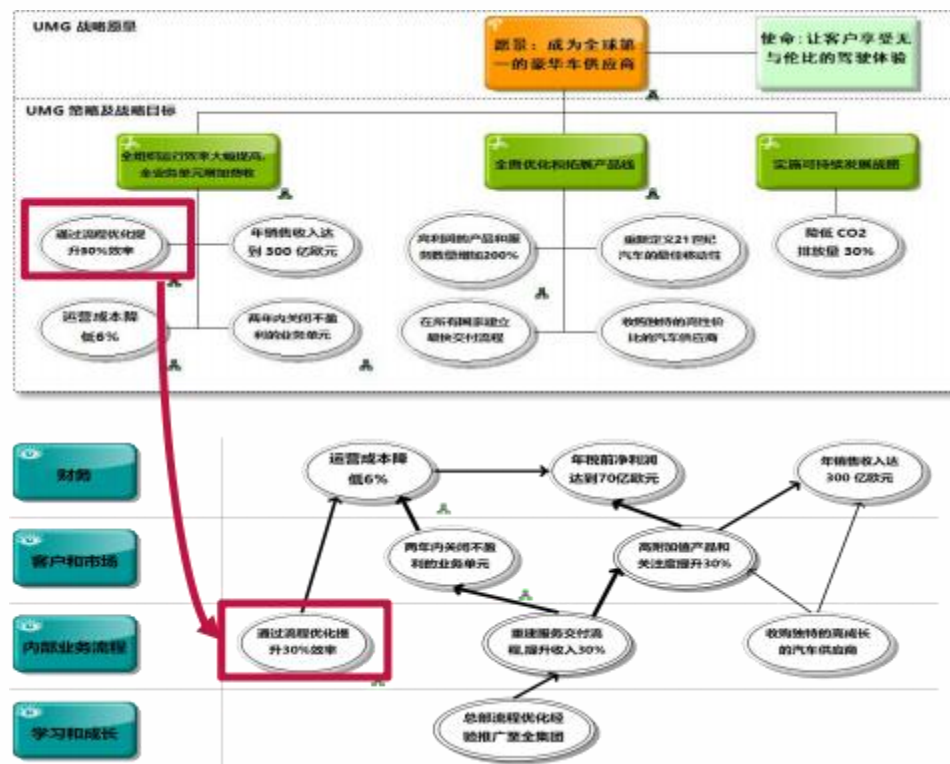 UMG 战略愿景
愿景：成为全球第
一的豪华车供应商
使命:让客户享受无
与伦比的驾驶体验
UMG 策略及战略目标
全组织运行效率大幅提高,
全业务单元增加营收
全面优化和拓展产品线
实施可持续发展战略
通过流程优化提
升30%效率
年销售收入达
到 300 亿欧元
高利润的产品和服
务数量增加200%
重新定义21世纪
汽车的最佳移动性
降低 CO2
排放量 30%
运营成本降
低6%
两年内关闭不盈
利的业务单元
在所有国家建立
最快交付流程
收购独特的高性价
比的汽车供应商
财务
运营成本降
低6%
年税前净利润
达到70亿欧元
年销售收入达
300 亿欧元
客户和市场
两年内关闭不盈
利的业务单元
高附加值产品和
关注度提升30%
内部业务流程
通过流程优化提
升30%效率
重建服务交付流
程,提升收入30%
收购独特的高成长
的汽车供应商
学习和成长
总部流程优化经
验推广至全集团